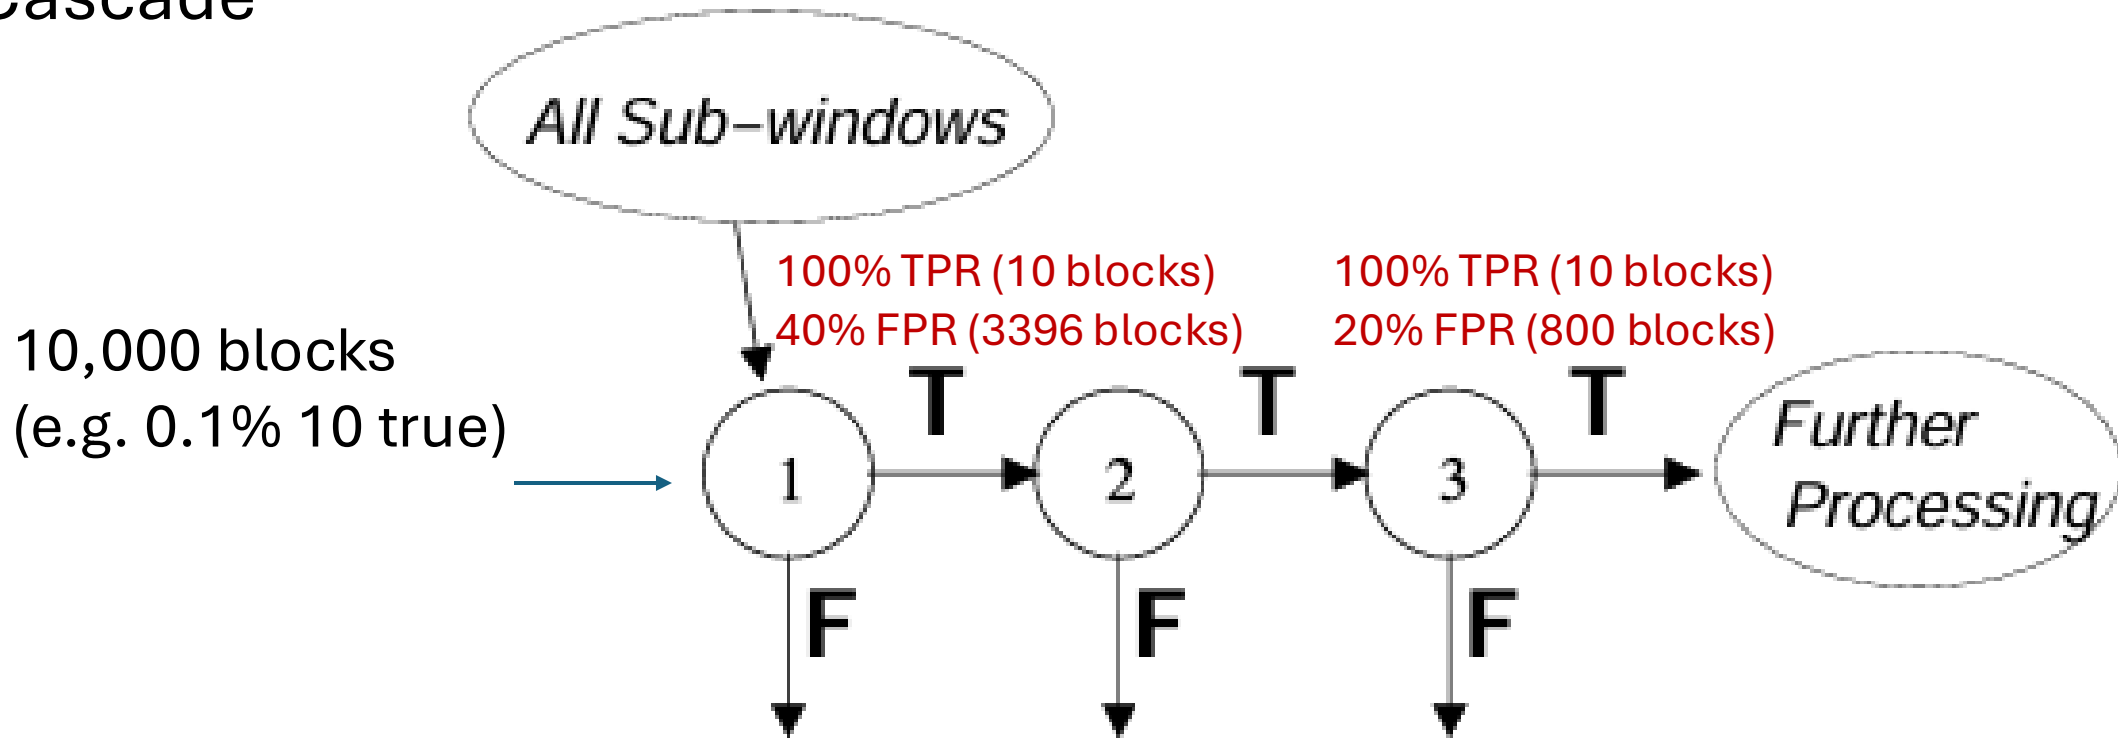 Cascade
All Sub-windows
100% TPR (10 blocks)
40% FPR (3396 blocks)
100% TPR (10 blocks)
20% FPR (800 blocks)
10,000 blocks
(e.g. 0.1% 10 true)
T
T
T
1
2
3
Further
Processing
F
F
F